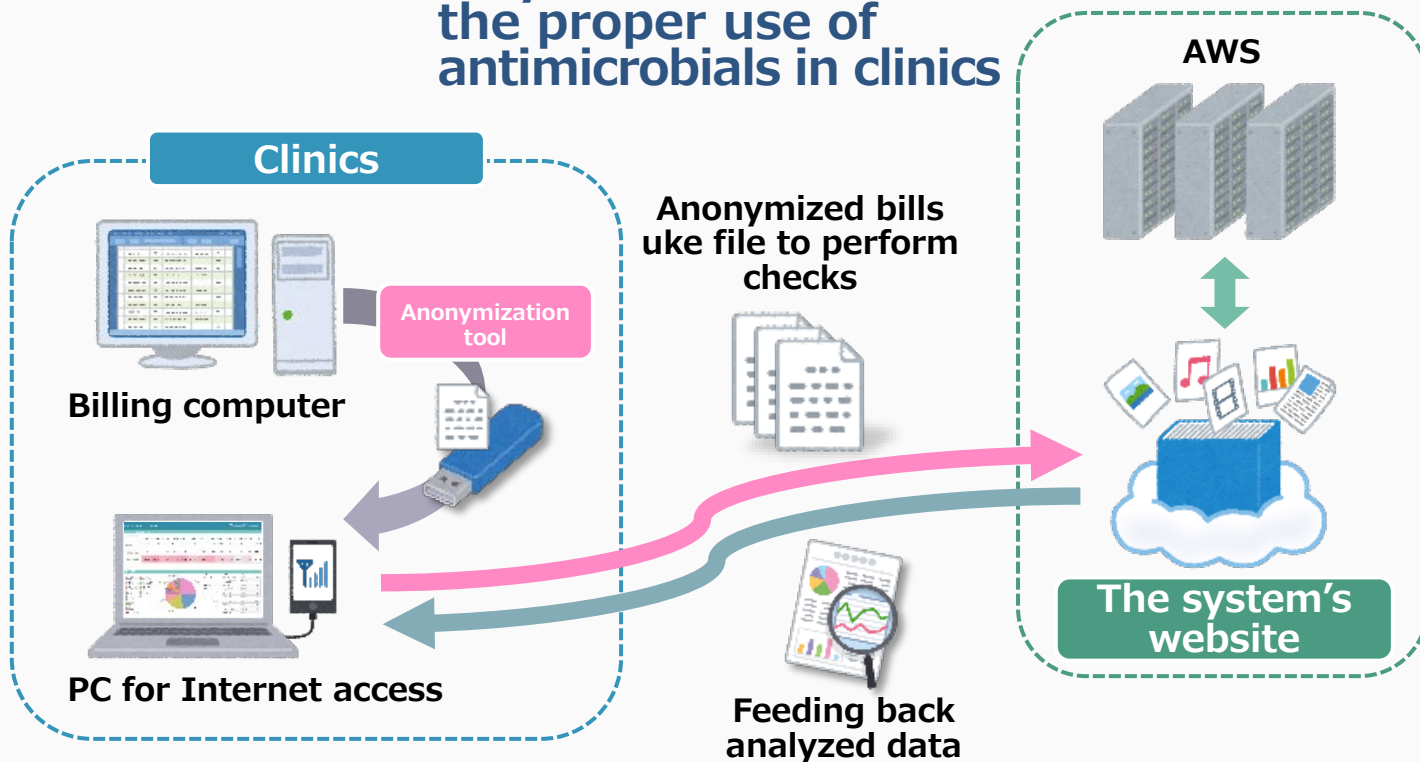 the proper use of
antimicrobials in clinics
AWS
Clinics
Anonymized bills
uke file to perform
checks
Anonymization
tool
Billing computer
PC for Internet access
The system's
website
Feeding back
analyzed data